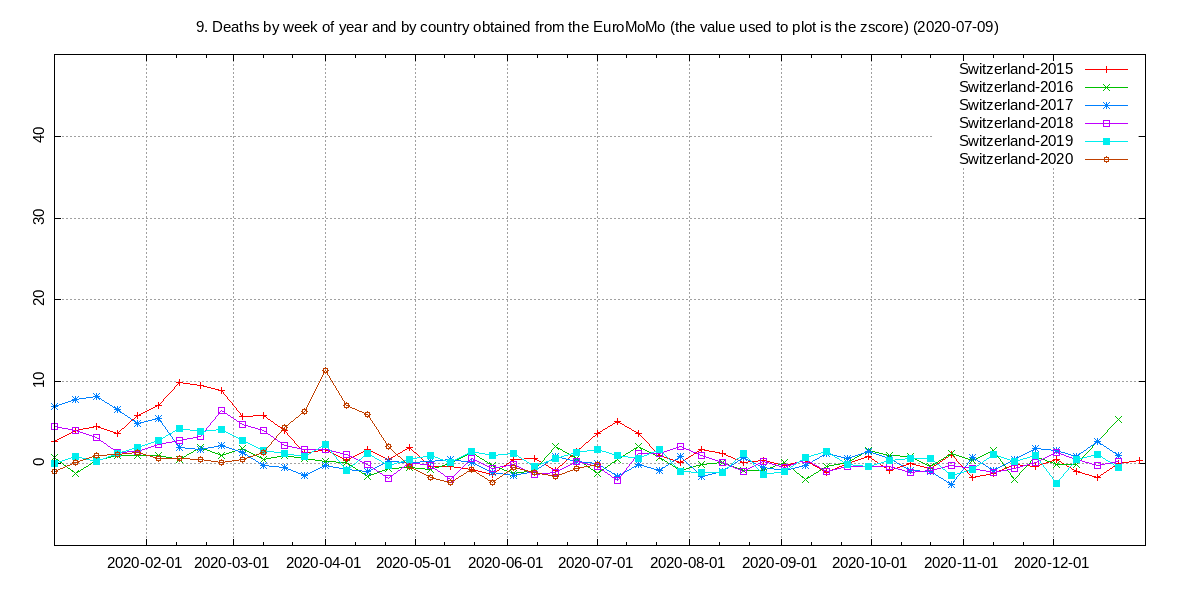 9. Deaths by week of year and by country obtained from the EuroMoMo (the value used to plot is the zscore) (2020-07-09)
Switzerland-2015
Switzerland-2016
Switzerland-2017
Switzerland-2018
Switzerland-2019
Switzerland-2020
40
30
20
10
0
2020-02-01 2020-03-01 2020-04-01 2020-05-01 2020-06-01 2020-07-01 2020-08-01 2020-09-01 2020-10-01 2020-11-01 2020-12-01